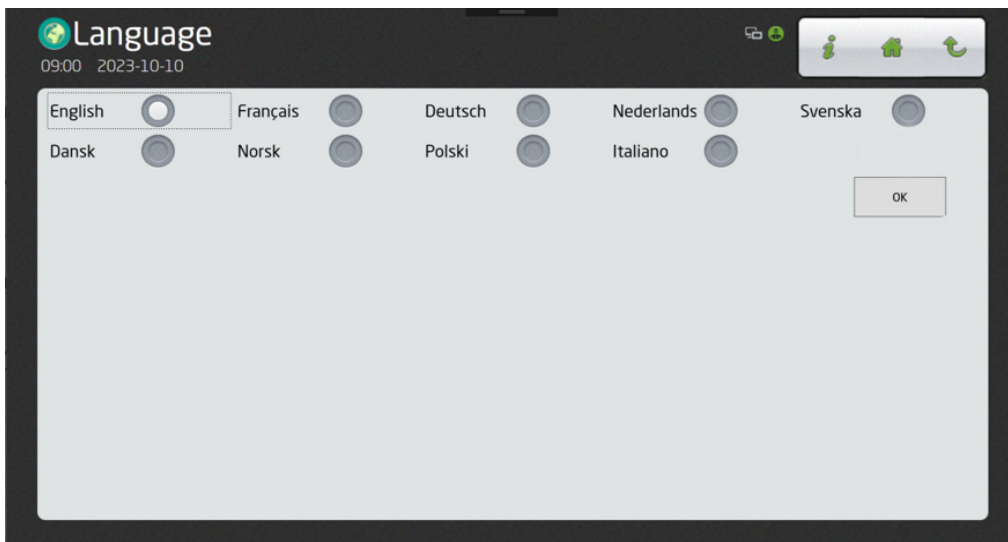 Language
09:00 2023-10-10
English Français Deutsch Nederlands Svenska
Dansk Norsk Polski Italiano
OK